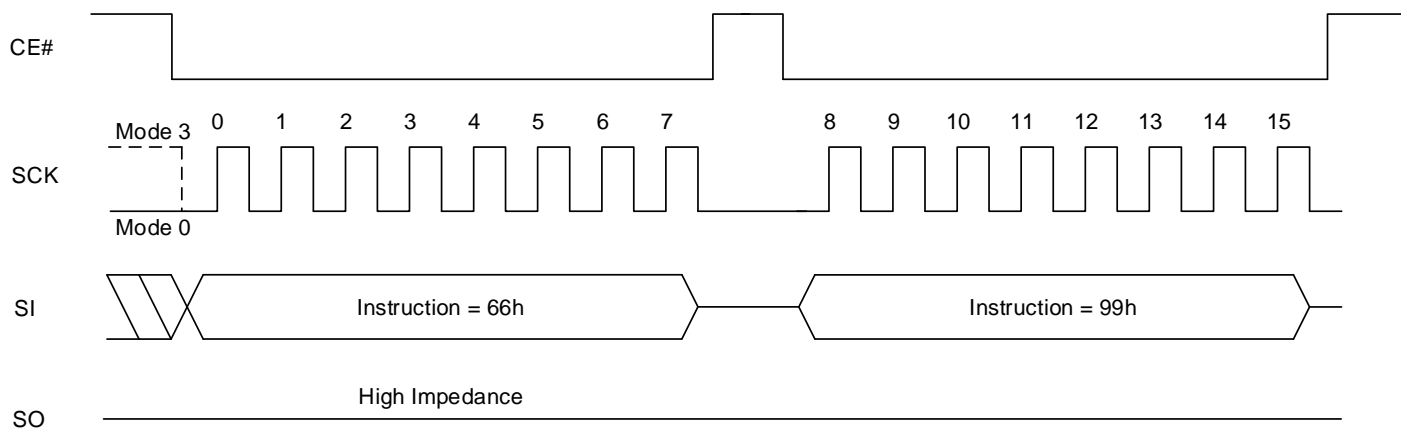 CE#
Mode 3 0 1 2 3 4 5 6 7 8 9 10 11 12 13 14 15
SCK
Mode 0
SI Instruction = 66h Instruction = 99h
High Impedance
SO